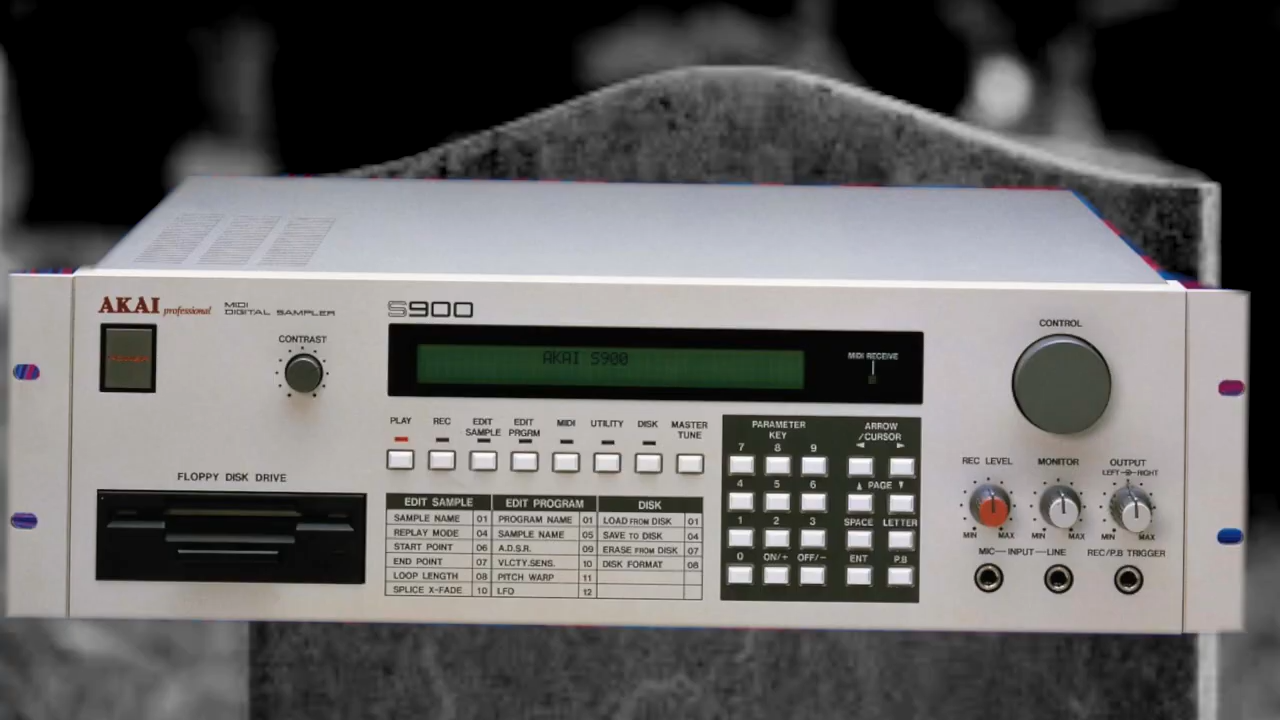 AKAI professional MIDI DIGITAL SAMPLER
S900
CONTRAST
AKAI S900
MIDI RECEIVE
CONTROL
PLAY
REC
EDIT SAMPLE
EDIT PRGRM
MIDI
UTILITY
DISK
MASTER TUNE
PARAMETER KEY
ARROW /CURSOR
◀ ▶
7 8 9
4 5 6
▲ PAGE ▼
1 2 3
SPACE LETTER
0 ON/+ OFF/−
ENT P.B
REC LEVEL
MONITOR
OUTPUT
LEFT RIGHT
MIN MAX MIN MAX MIN MAX
MIC INPUT LINE
REC/P.B TRIGGER
FLOPPY DISK DRIVE
EDIT SAMPLE EDIT PROGRAM DISK
SAMPLE NAME 01 PROGRAM NAME 01 LOAD FROM DISK 01
REPLAY MODE 04 SAMPLE NAME 05 SAVE TO DISK 04
START POINT 06 A.D.S.R. 09 ERASE FROM DISK 07
END POINT 07 VLCTY.SENS. 10 DISK FORMAT 08
LOOP LENGTH 08 PITCH WARP 11
SPLICE X-FADE 10 LFO 12